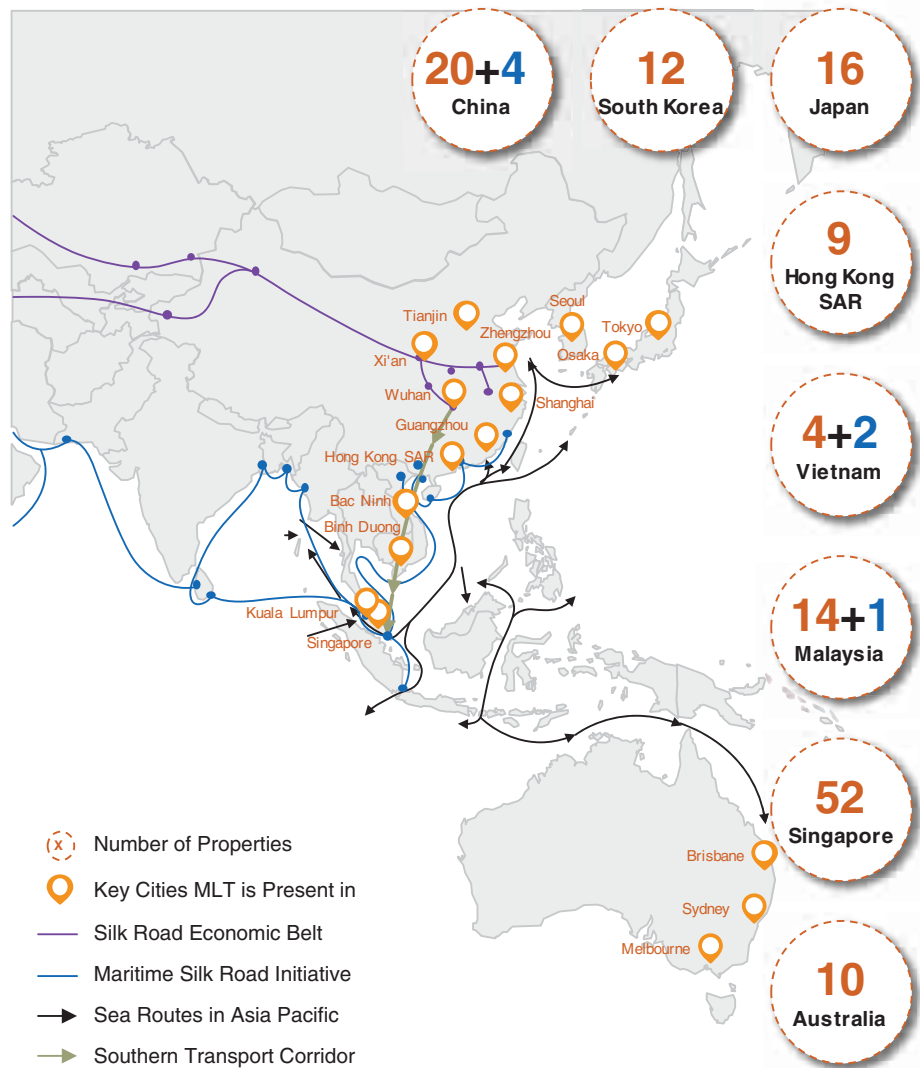 20+4
China
12
South Korea
16
Japan
9
Hong Kong
SAR
4+2
Vietnam
14+1
Malaysia
52
Singapore
10
Australia
Tianjin
Seoul
Tokyo
Zhengzhou
Osaka
Xi'an
Wuhan
Shanghai
Guangzhou
Hong Kong SAR
Bac Ninh
Binh Duong
Kuala Lumpur
Singapore
Brisbane
Sydney
Melbourne
x Number of Properties
Key Cities MLT is Present in
Silk Road Economic Belt
Maritime Silk Road Initiative
Sea Routes in Asia Pacific
Southern Transport Corridor